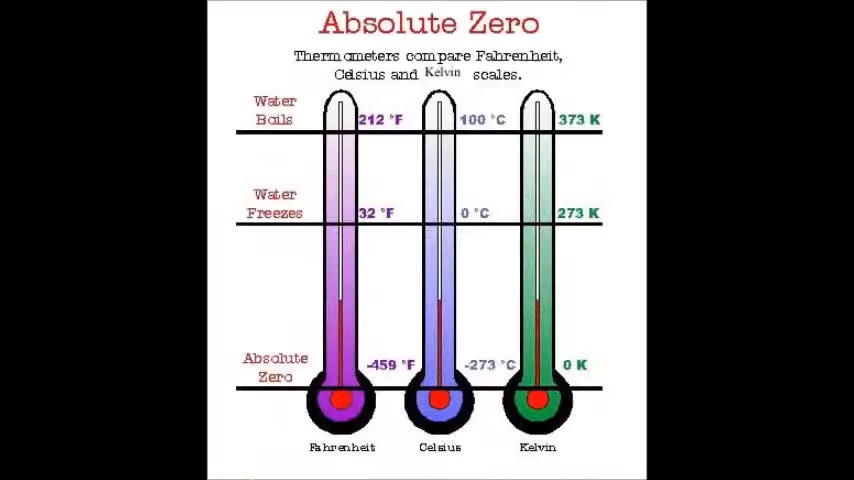 Absolute Zero
Thermometers compare Fahrenheit,
Celsius and Kelvin scales.
Water
Boils
212 °F
100 °C
373 K
Water
Freezes
32 °F
0 °C
273 K
Absolute
Zero
-459 °F
-273 °C
0 K
Fahrenheit
Celsius
Kelvin